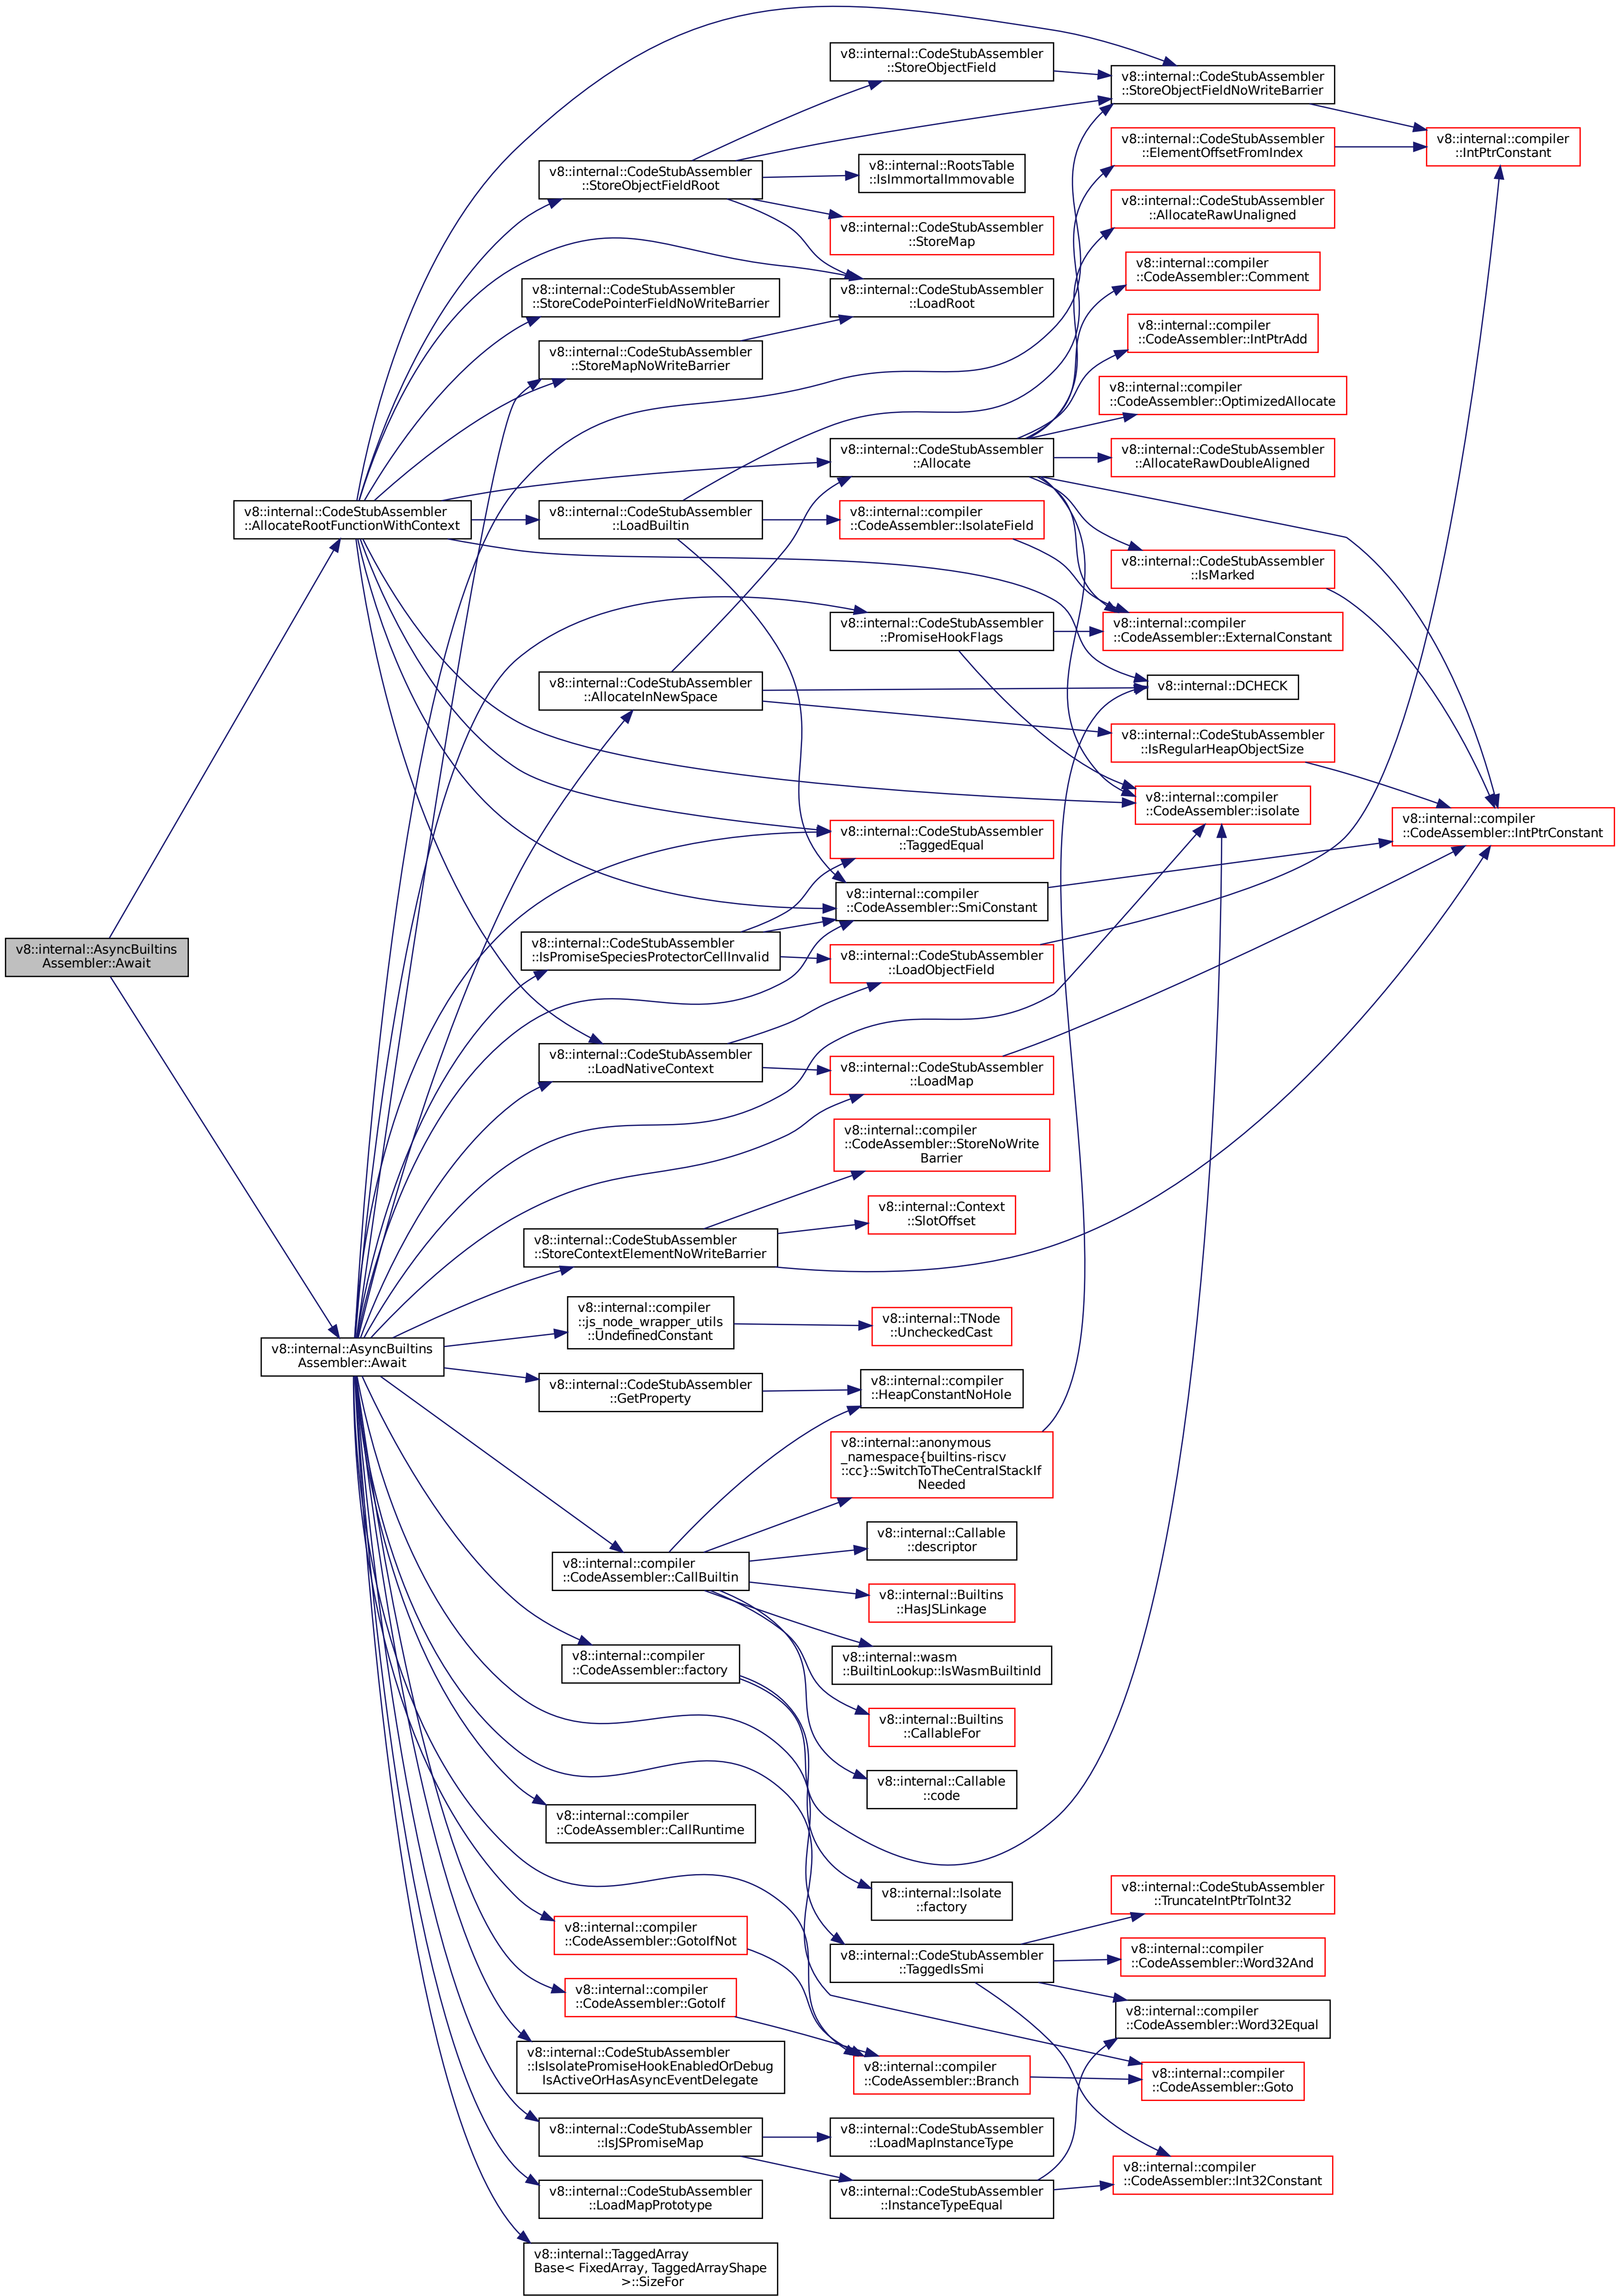 v8::internal::AsyncBuiltins
Assembler::Await
v8::internal::CodeStubAssembler
::AllocateRootFunctionWithContext
v8::internal::AsyncBuiltins
Assembler::Await
v8::internal::CodeStubAssembler
::StoreObjectFieldRoot
v8::internal::CodeStubAssembler
::StoreCodePointerFieldNoWriteBarrier
v8::internal::CodeStubAssembler
::StoreMapNoWriteBarrier
v8::internal::CodeStubAssembler
::LoadBuiltin
v8::internal::CodeStubAssembler
::AllocateInNewSpace
v8::internal::CodeStubAssembler
::IsPromiseSpeciesProtectorCellInvalid
v8::internal::CodeStubAssembler
::LoadNativeContext
v8::internal::CodeStubAssembler
::StoreContextElementNoWriteBarrier
v8::internal::compiler
::js_node_wrapper_utils
::UndefinedConstant
v8::internal::CodeStubAssembler
::GetProperty
v8::internal::compiler
::CodeAssembler::CallBuiltin
v8::internal::compiler
::CodeAssembler::factory
v8::internal::compiler
::CodeAssembler::CallRuntime
v8::internal::compiler
::CodeAssembler::GotoIfNot
v8::internal::compiler
::CodeAssembler::GotoIf
v8::internal::CodeStubAssembler
::IsIsolatePromiseHookEnabledOrDebug
IsActiveOrHasAsyncEventDelegate
v8::internal::CodeStubAssembler
::IsJSPromiseMap
v8::internal::CodeStubAssembler
::LoadMapPrototype
v8::internal::TaggedArray
Base< FixedArray, TaggedArrayShape
>::SizeFor
v8::internal::CodeStubAssembler
::StoreObjectField
v8::internal::RootsTable
::IsImmortalImmovable
v8::internal::CodeStubAssembler
::StoreMap
v8::internal::CodeStubAssembler
::LoadRoot
v8::internal::CodeStubAssembler
::Allocate
v8::internal::compiler
::CodeAssembler::IsolateField
v8::internal::CodeStubAssembler
::PromiseHookFlags
v8::internal::CodeStubAssembler
::TaggedEqual
v8::internal::compiler
::CodeAssembler::SmiConstant
v8::internal::CodeStubAssembler
::LoadObjectField
v8::internal::CodeStubAssembler
::LoadMap
v8::internal::compiler
::CodeAssembler::StoreNoWrite
Barrier
v8::internal::Context
::SlotOffset
v8::internal::TNode
::UncheckedCast
v8::internal::compiler
::HeapConstantNoHole
v8::internal::anonymous
_namespace{builtins-riscv
::cc}::SwitchToTheCentralStackIf
Needed
v8::internal::Callable
::descriptor
v8::internal::Builtins
::HasJSLinkage
v8::internal::wasm
::BuiltinLookup::IsWasmBuiltinId
v8::internal::Builtins
::CallableFor
v8::internal::Callable
::code
v8::internal::Isolate
::factory
v8::internal::CodeStubAssembler
::TaggedIsSmi
v8::internal::compiler
::CodeAssembler::Branch
v8::internal::CodeStubAssembler
::LoadMapInstanceType
v8::internal::CodeStubAssembler
::InstanceTypeEqual
v8::internal::CodeStubAssembler
::StoreObjectFieldNoWriteBarrier
v8::internal::CodeStubAssembler
::ElementOffsetFromIndex
v8::internal::CodeStubAssembler
::AllocateRawUnaligned
v8::internal::compiler
::CodeAssembler::Comment
v8::internal::compiler
::CodeAssembler::IntPtrAdd
v8::internal::compiler
::CodeAssembler::OptimizedAllocate
v8::internal::CodeStubAssembler
::AllocateRawDoubleAligned
v8::internal::CodeStubAssembler
::IsMarked
v8::internal::compiler
::CodeAssembler::ExternalConstant
v8::internal::DCHECK
v8::internal::CodeStubAssembler
::IsRegularHeapObjectSize
v8::internal::compiler
::CodeAssembler::isolate
v8::internal::CodeStubAssembler
::TruncateIntPtrToInt32
v8::internal::compiler
::CodeAssembler::Word32And
v8::internal::compiler
::CodeAssembler::Word32Equal
v8::internal::compiler
::CodeAssembler::Goto
v8::internal::compiler
::CodeAssembler::Int32Constant
v8::internal::compiler
::IntPtrConstant
v8::internal::compiler
::CodeAssembler::IntPtrConstant